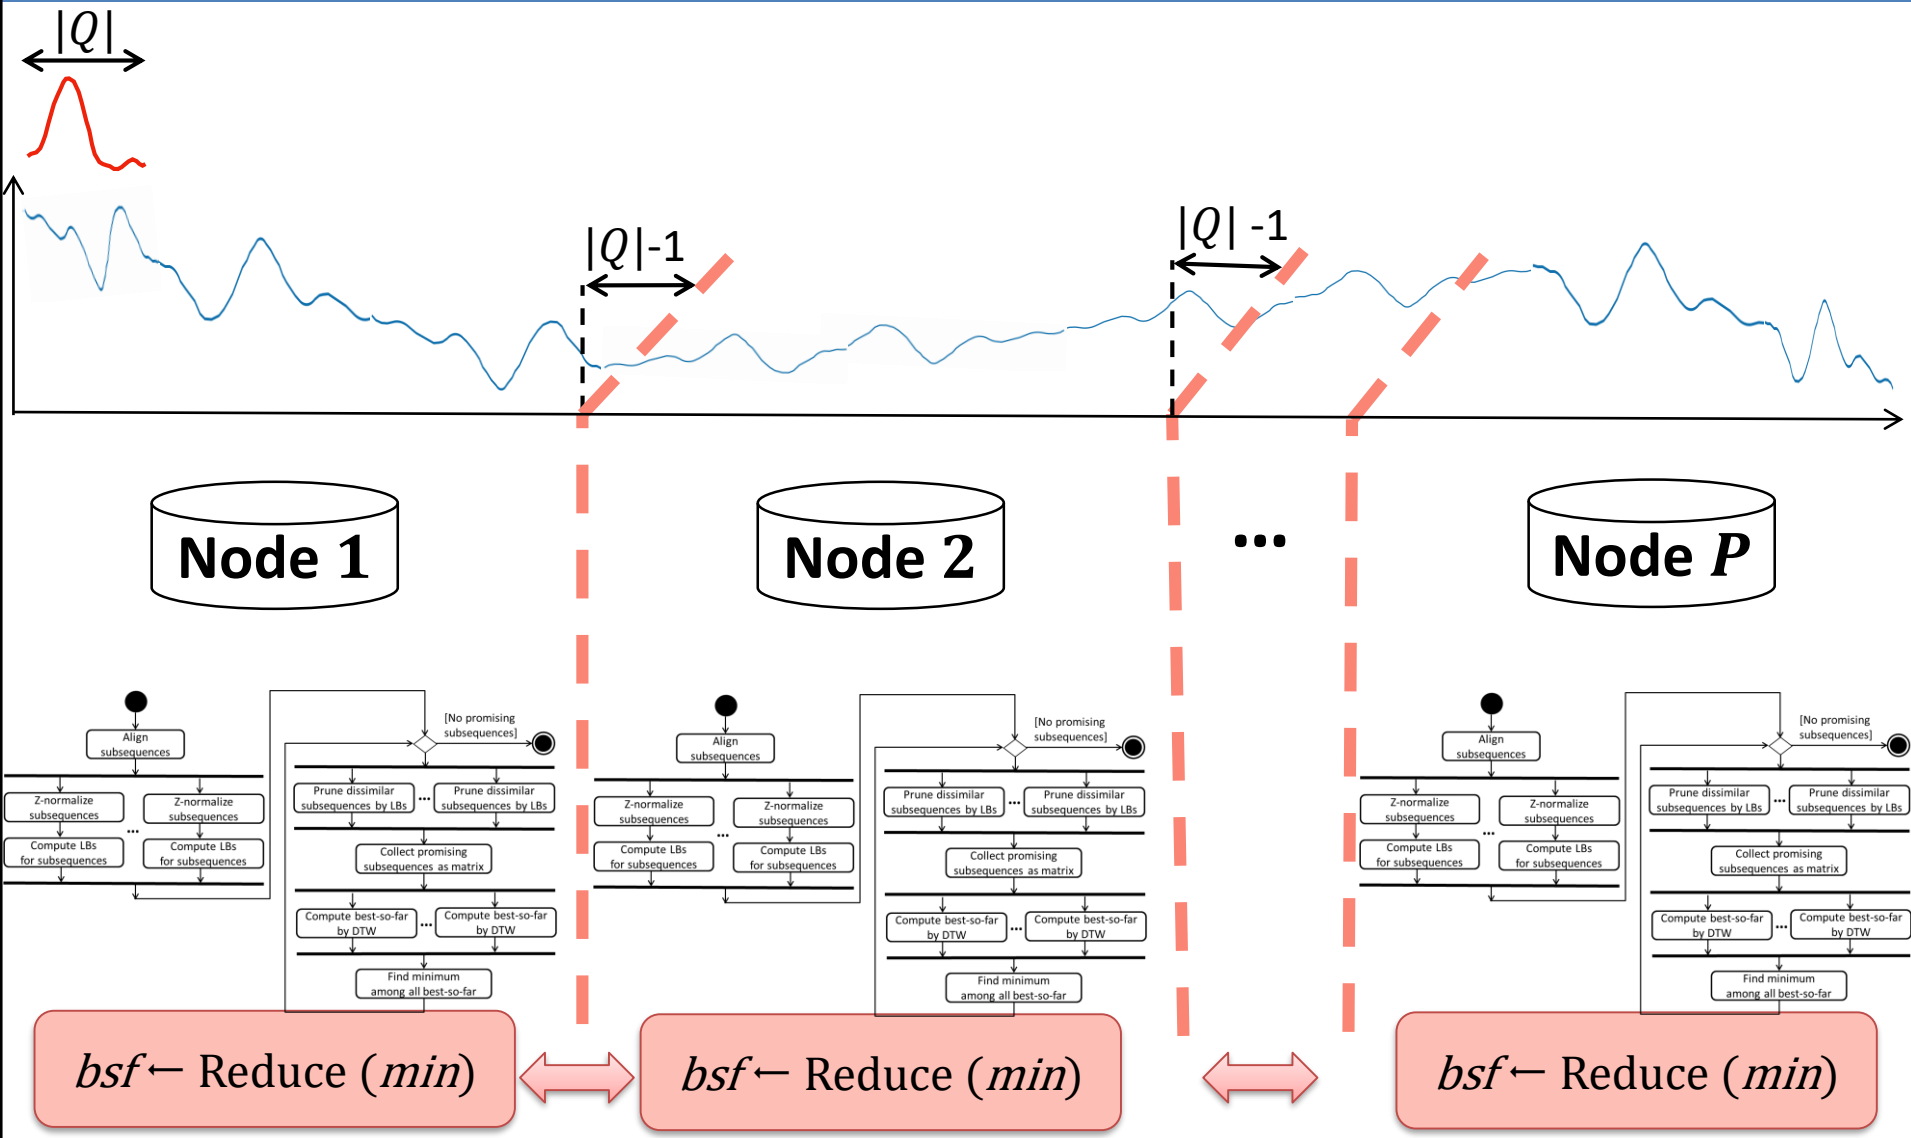 |Q|
|Q|-1
|Q| -1
Node 1
Node 2
...
Node P
Align
subsequences
Z-normalize
subsequences
Z-normalize
subsequences
...
Compute LBs
for subsequences
Compute LBs
for subsequences
[No promising
subsequences]
Prune dissimilar
subsequences by LBs
...
Prune dissimilar
subsequences by LBs
Collect promising
subsequences as matrix
Compute best-so-far
by DTW
...
Compute best-so-far
by DTW
Find minimum
among all best-so-far
Align
subsequences
Z-normalize
subsequences
Z-normalize
subsequences
...
Compute LBs
for subsequences
Compute LBs
for subsequences
[No promising
subsequences]
Prune dissimilar
subsequences by LBs
...
Prune dissimilar
subsequences by LBs
Collect promising
subsequences as matrix
Compute best-so-far
by DTW
...
Compute best-so-far
by DTW
Find minimum
among all best-so-far
Align
subsequences
Z-normalize
subsequences
Z-normalize
subsequences
...
Compute LBs
for subsequences
Compute LBs
for subsequences
[No promising
subsequences]
Prune dissimilar
subsequences by LBs
...
Prune dissimilar
subsequences by LBs
Collect promising
subsequences as matrix
Compute best-so-far
by DTW
...
Compute best-so-far
by DTW
Find minimum
among all best-so-far
bsf ← Reduce (min)
bsf ← Reduce (min)
bsf ← Reduce (min)